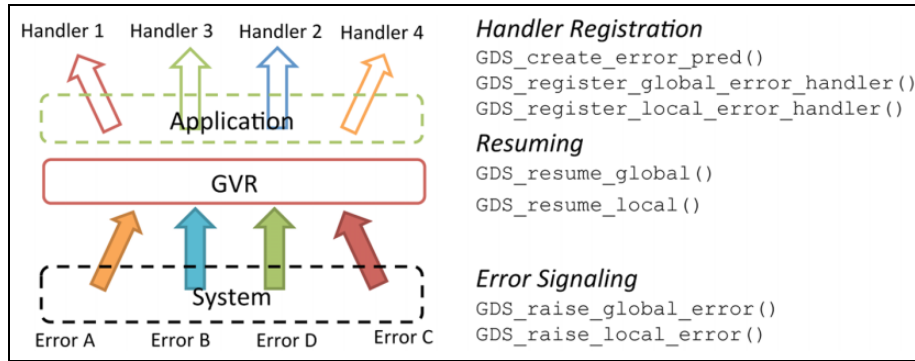 Handler 1 Handler 3 Handler 2 Handler 4
Application
GVR
System
Error A Error B Error D Error C
Handler Registration
GDS_create_error_pred()
GDS_register_global_error_handler()
GDS_register_local_error_handler()
Resuming
GDS_resume_global()
GDS_resume_local()
Error Signaling
GDS_raise_global_error()
GDS_raise_local_error()